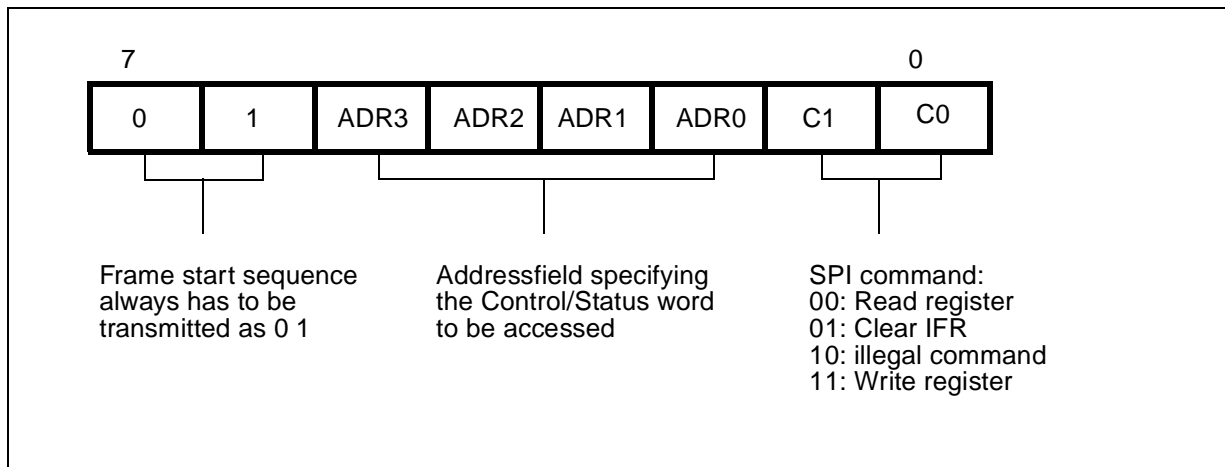 7 0
0 1 ADR3 ADR2 ADR1 ADR0 C1 C0
Frame start sequence
always has to be
transmitted as 0 1
Addressfield specifying
the Control/Status word
to be accessed
SPI command:
00: Read register
01: Clear IFR
10: illegal command
11: Write register